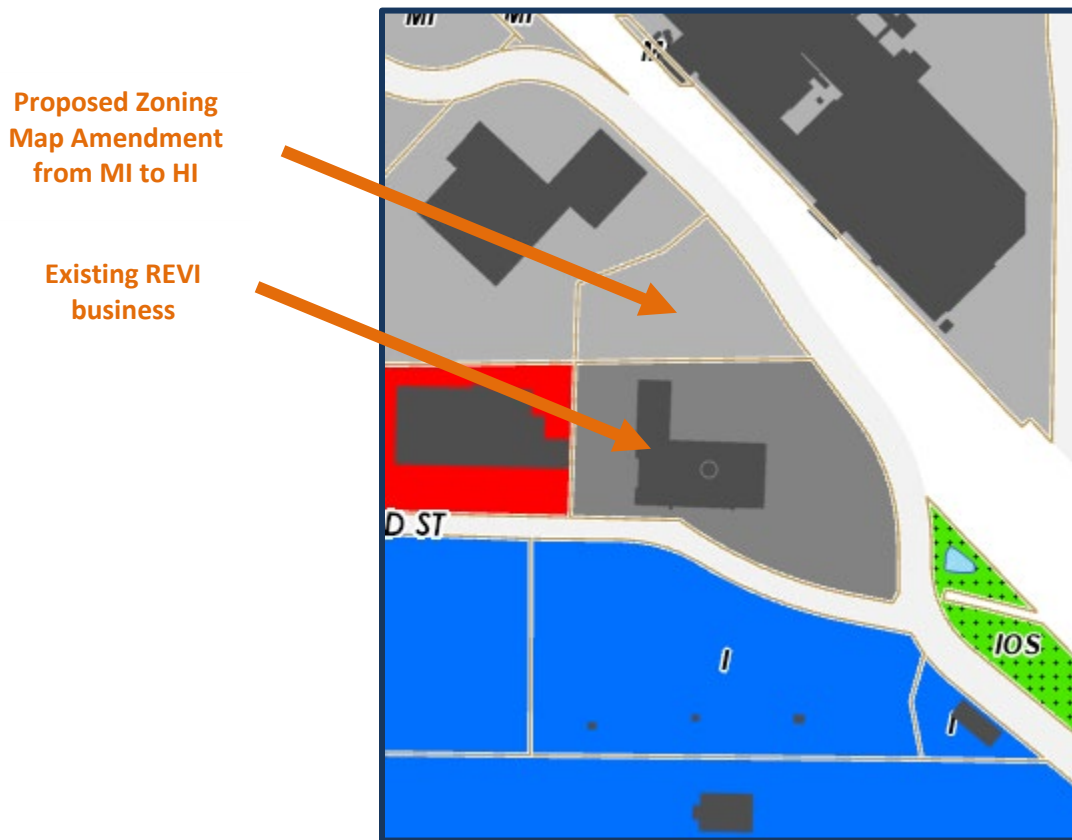 MI
MI
M
Proposed Zoning
Map Amendment
from MI to HI
Existing REVI
business
D ST
I
IOS
I